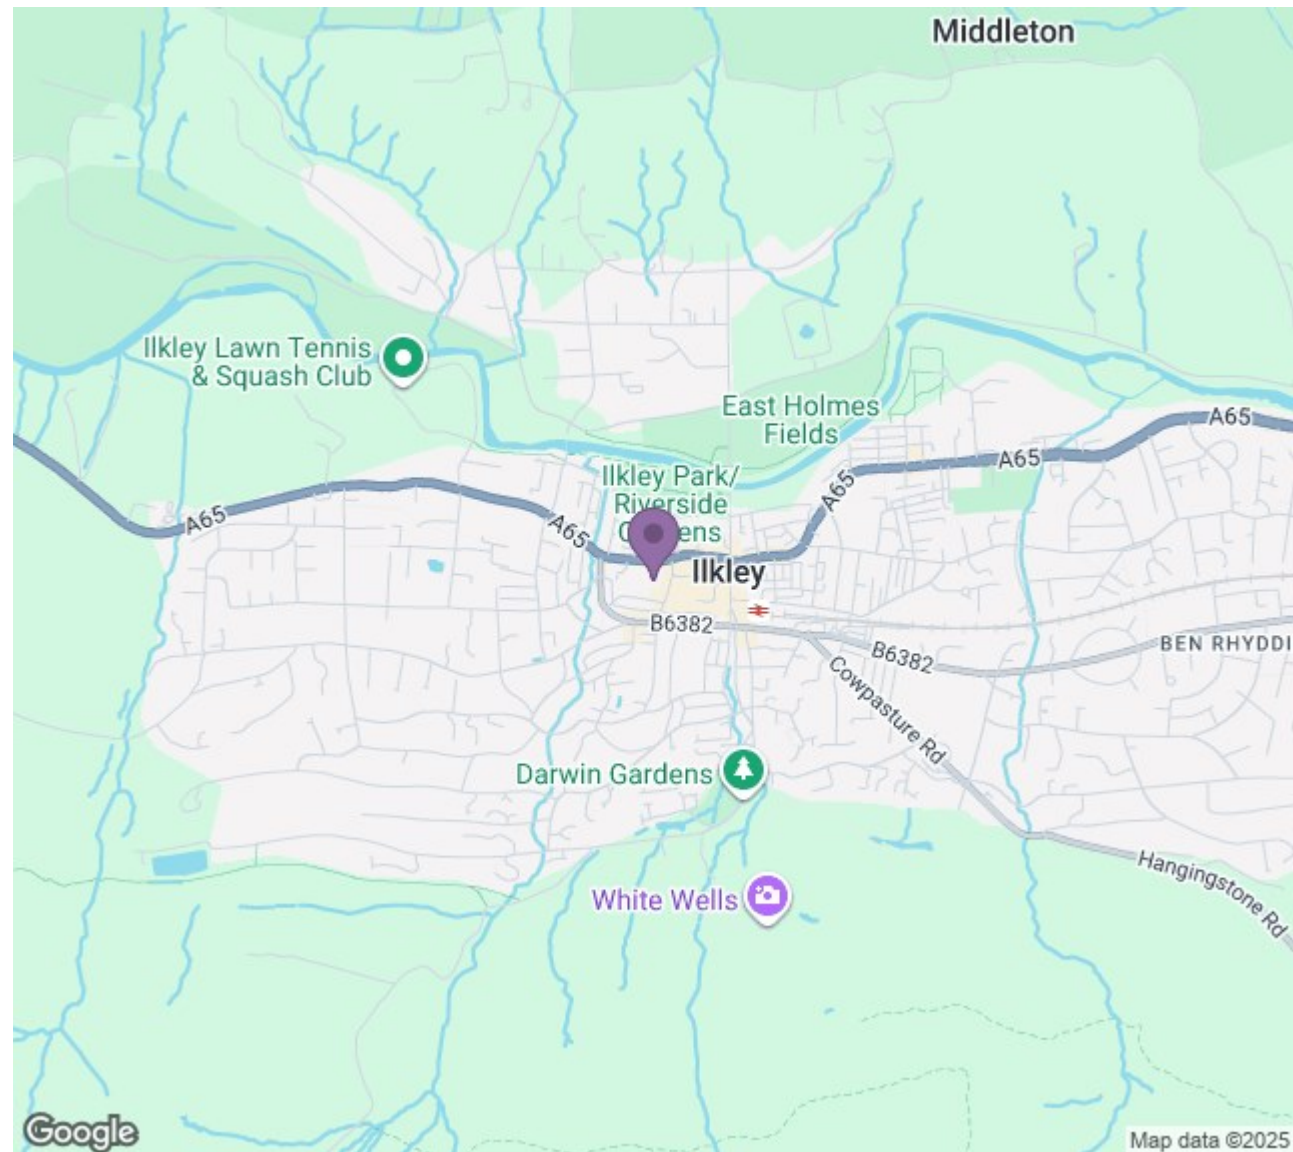 Middleton
Ilkley Lawn Tennis
& Squash Club
East Holmes
Fields
A65
A65
Ilkley Park/
Riverside
A65
A65
A65
Ilkley
B6382
B6382
BEN RHYDDI
Cowpasture Rd
Darwin Gardens
Hangingstone Rd
White Wells
Google
Map data ©2025